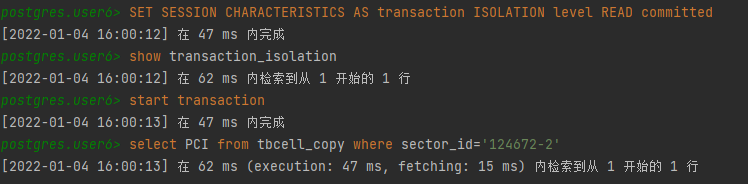 postgres.user6> SET SESSION CHARACTERISTICS AS transaction ISOLATION level READ committed
[2022-01-04 16:00:12] 在 47 ms 内完成
postgres.user6> show transaction_isolation
[2022-01-04 16:00:12] 在 62 ms 内检索到从 1 开始的 1 行
postgres.user6> start transaction
[2022-01-04 16:00:13] 在 47 ms 内完成
postgres.user6> select PCI from tbcell_copy where sector_id='124672-2'
[2022-01-04 16:00:13] 在 62 ms (execution: 47 ms, fetching: 15 ms) 内检索到从 1 开始的 1 行